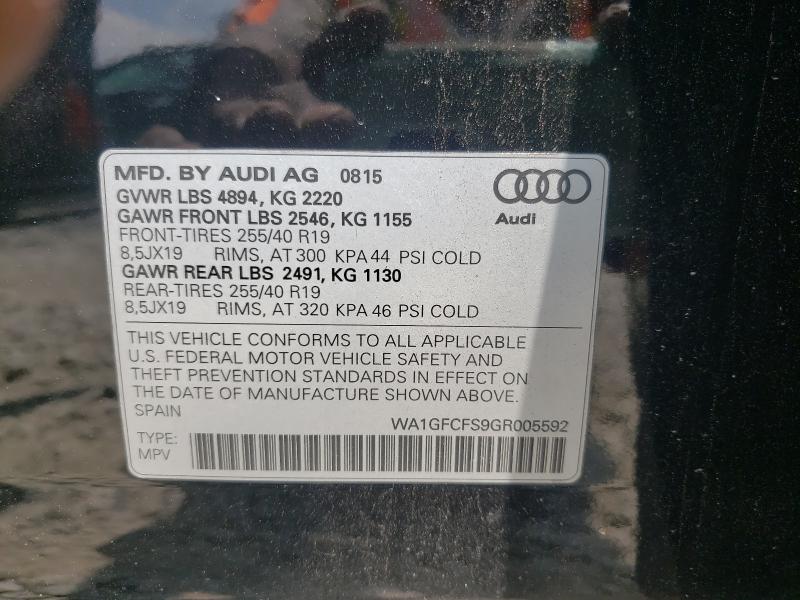 MFD. BY AUDI AG 0815
GVWR LBS 4894, KG 2220
GAWR FRONT LBS 2546, KG 1155
FRONT-TIRES 255/40 R19
8,5JX19 RIMS, AT 300 KPA 44 PSI COLD
GAWR REAR LBS 2491, KG 1130
REAR-TIRES 255/40 R19
8,5JX19 RIMS, AT 320 KPA 46 PSI COLD
Audi
THIS VEHICLE CONFORMS TO ALL APPLICABLE
U.S. FEDERAL MOTOR VEHICLE SAFETY AND
THEFT PREVENTION STANDARDS IN EFFECT ON
THE DATE OF MANUFACTURE SHOWN ABOVE.
SPAIN
WA1GFCFS9GR005592
TYPE:
MPV